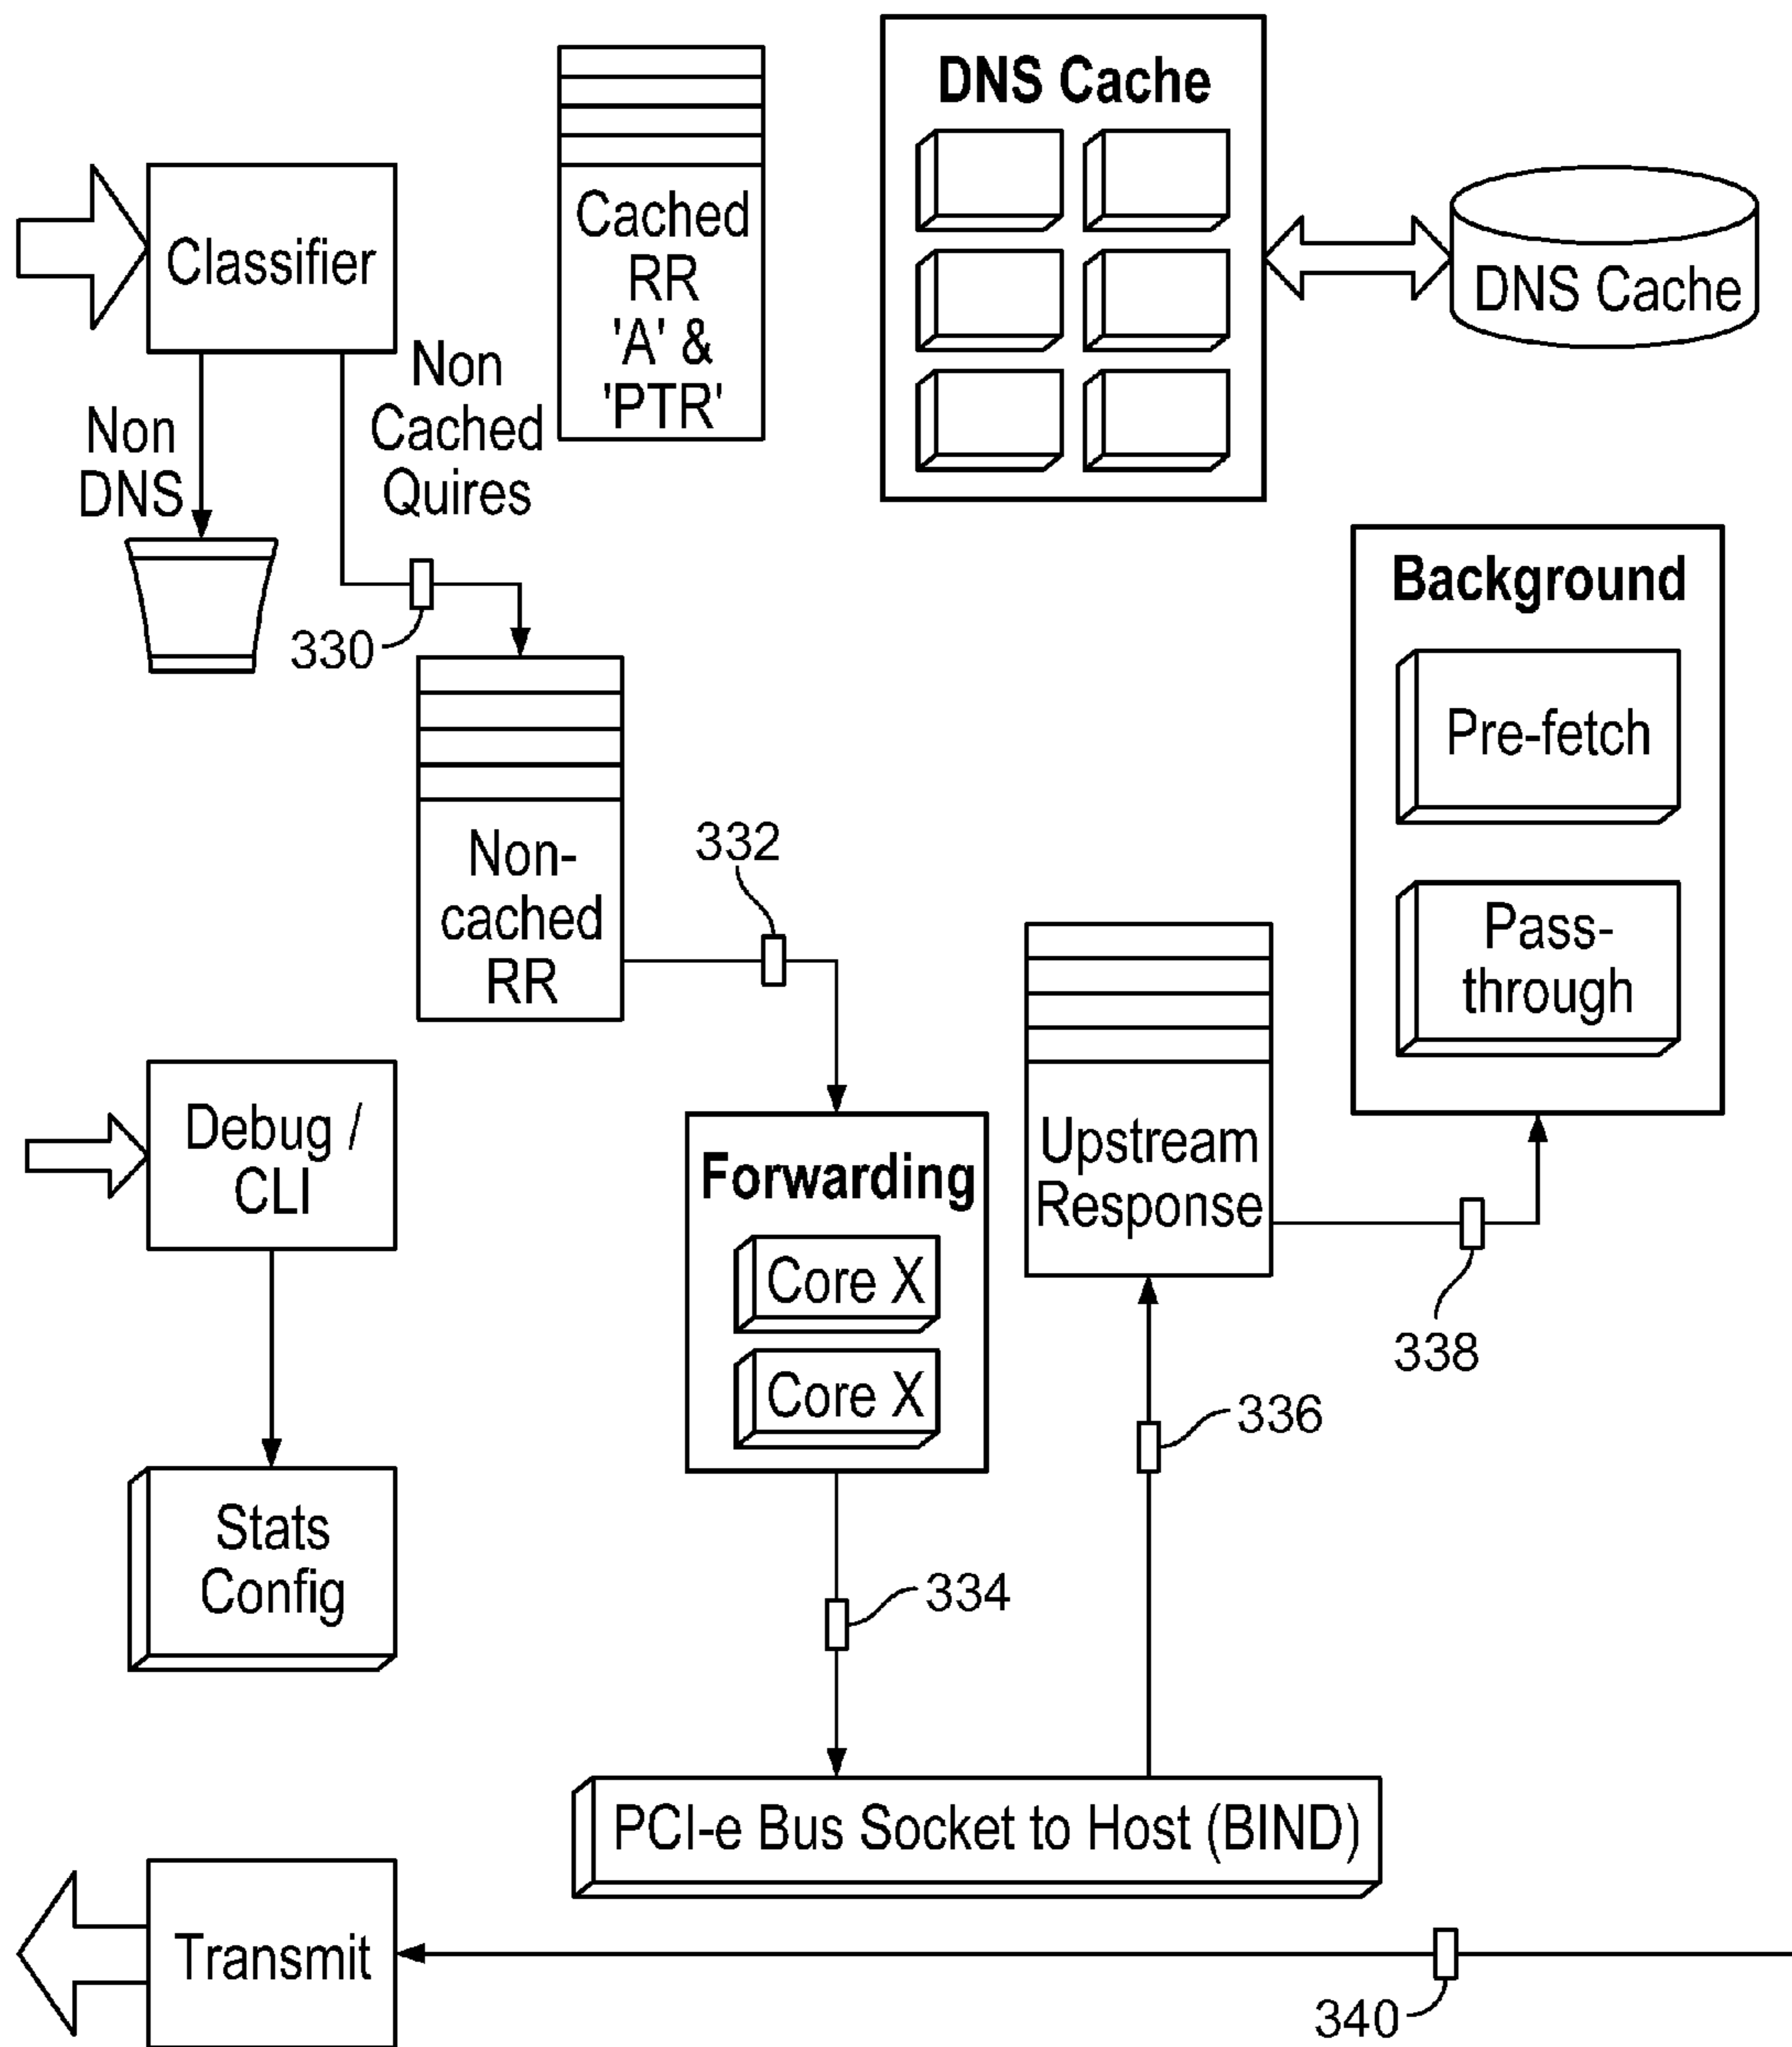 DNS Cache
Cached
RR
'A' &
'PTR'
Classifier
DNS Cache
Non
Cached
Quires
Non
DNS
Background
330
Pre-fetch
Non-
cached
RR
332
Pass-
through
Debug /
CLI
Upstream
Response
Forwarding
Core X
Core X
338
336
Stats
Config
334
PCI-e Bus Socket to Host (BIND)
Transmit
340